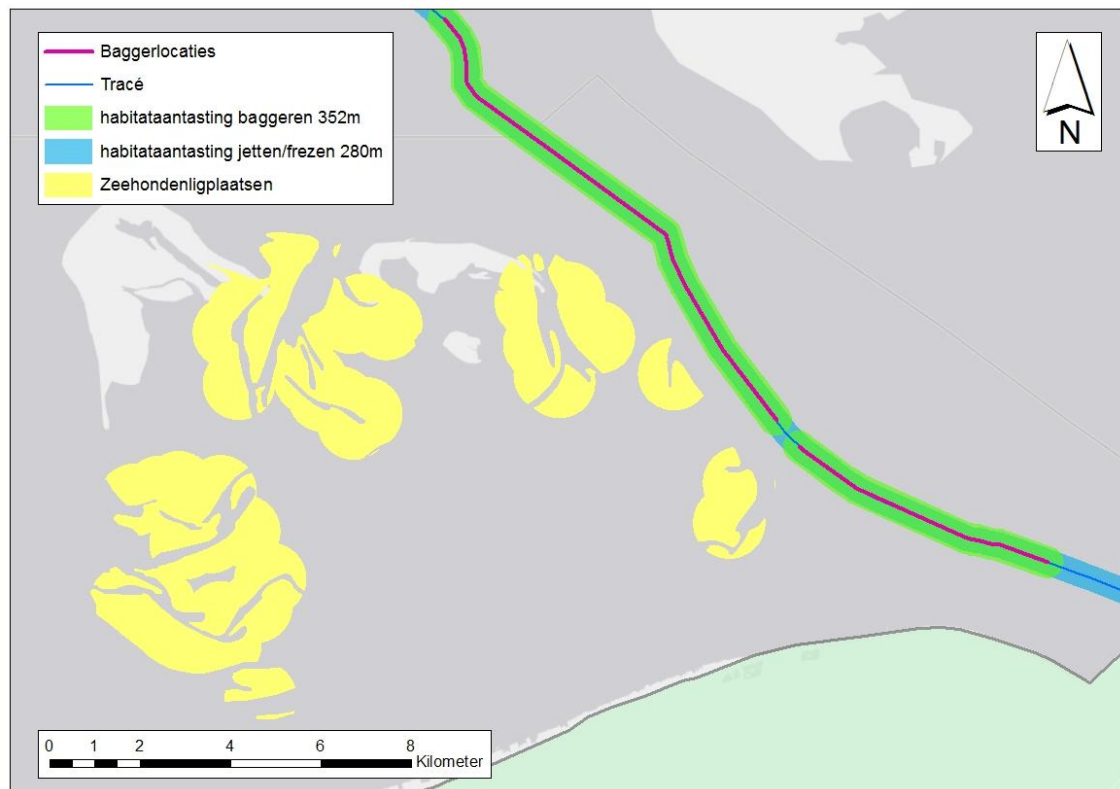 Baggerlocaties
Tracé
habitataantasting baggeren 352m
habitataantasting jetten/frezen 280m
Zeehondenligplaatsen
N
0 1 2 4 6 8
Kilometer